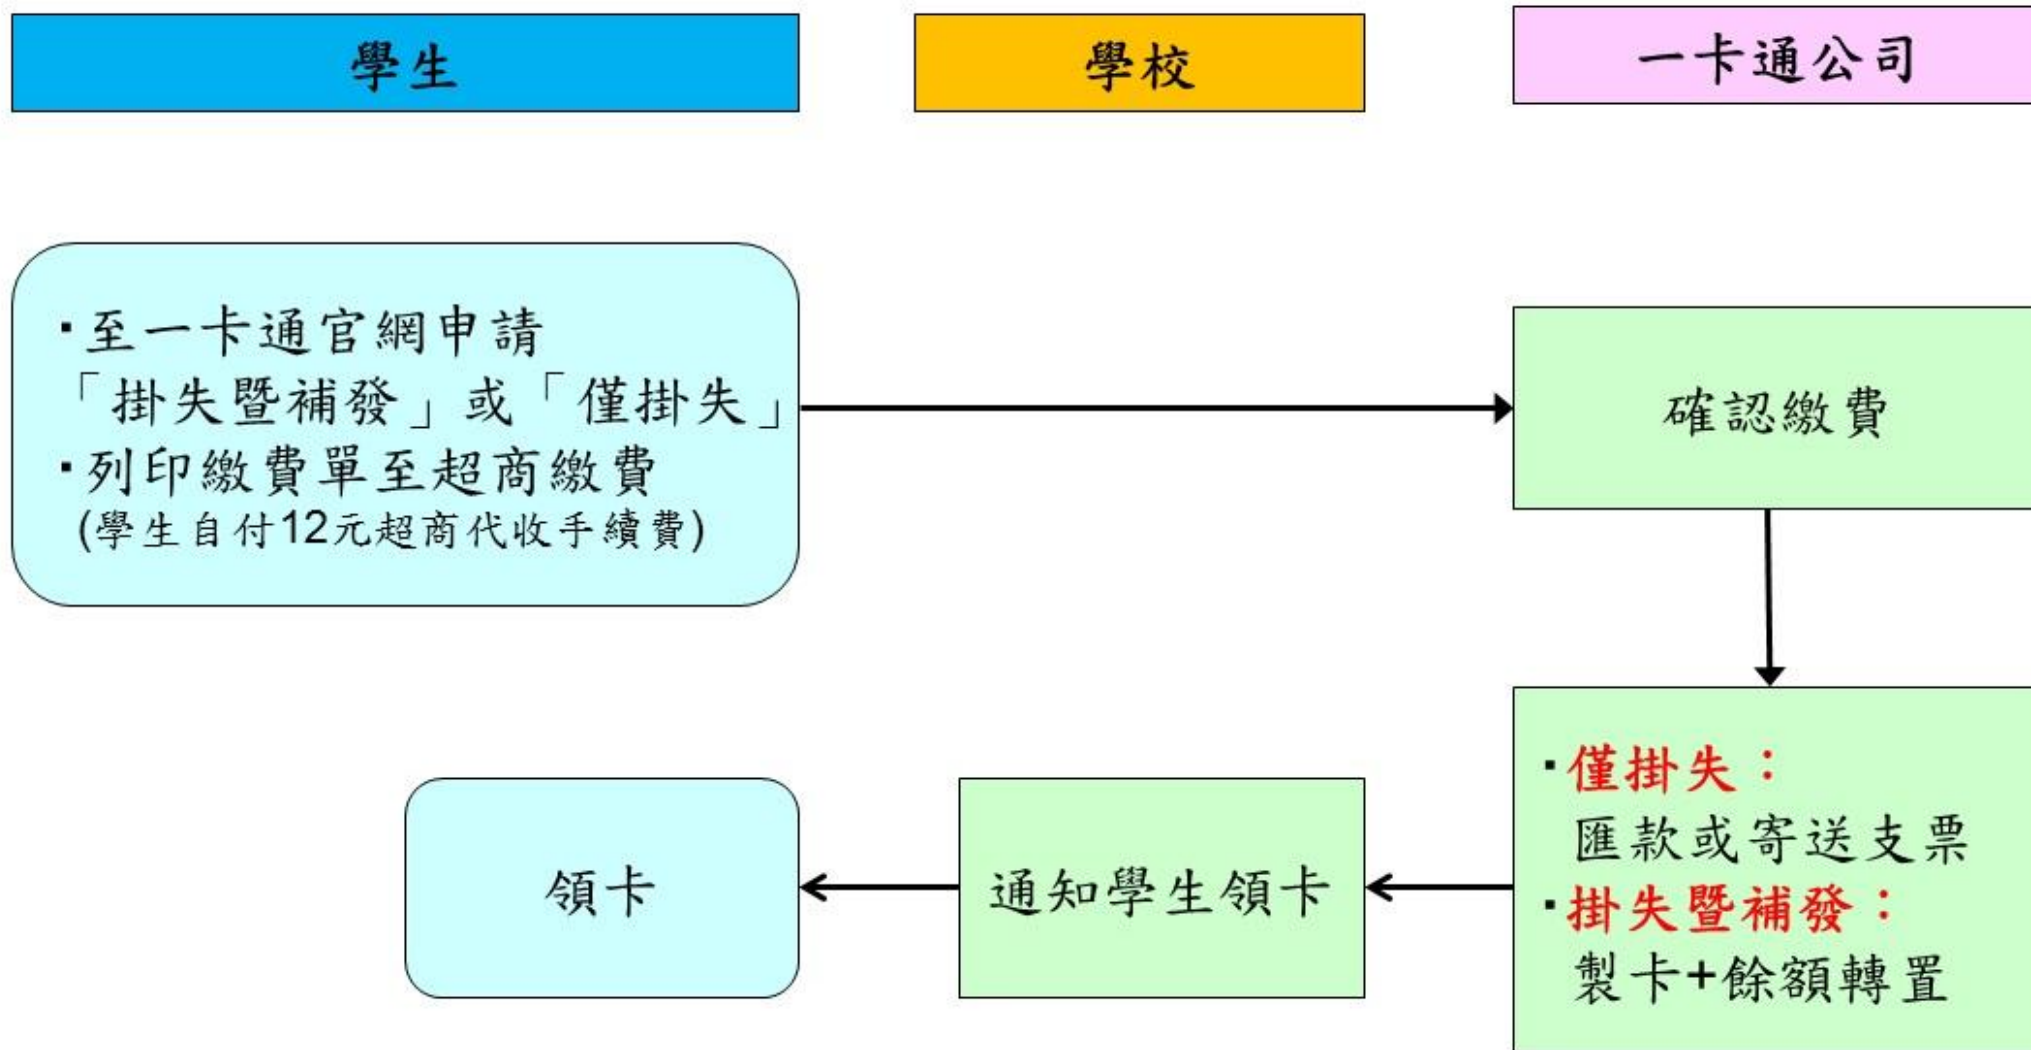 學生
學校
一卡通公司
▪至一卡通官網申請
「掛失暨補發」或「僅掛失」
▪列印繳費單至超商繳費
(學生自付12元超商代收手續費)
確認繳費
▪僅掛失：
匯款或寄送支票
▪掛失暨補發：
製卡+餘額轉置
通知學生領卡
領卡